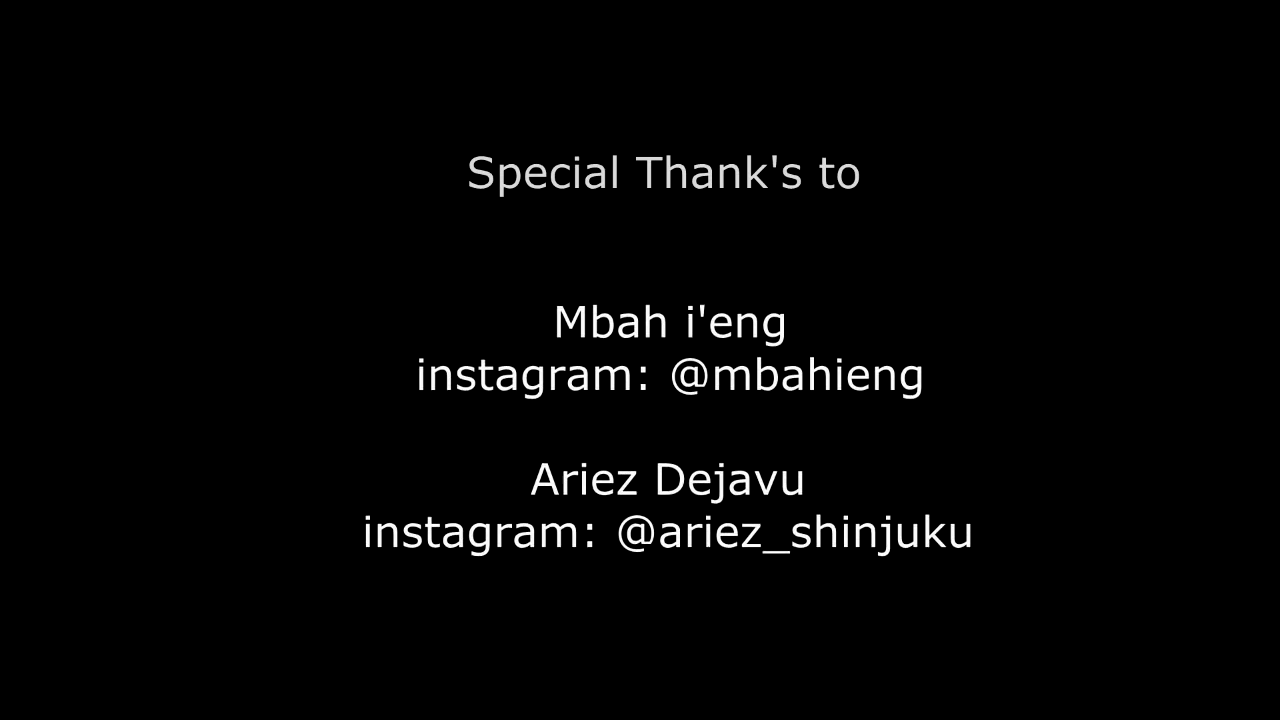 Special Thank's to
Mbah i'eng
instagram: @mbahieng
Ariez Dejavu
instagram: @ariez_shinjuku